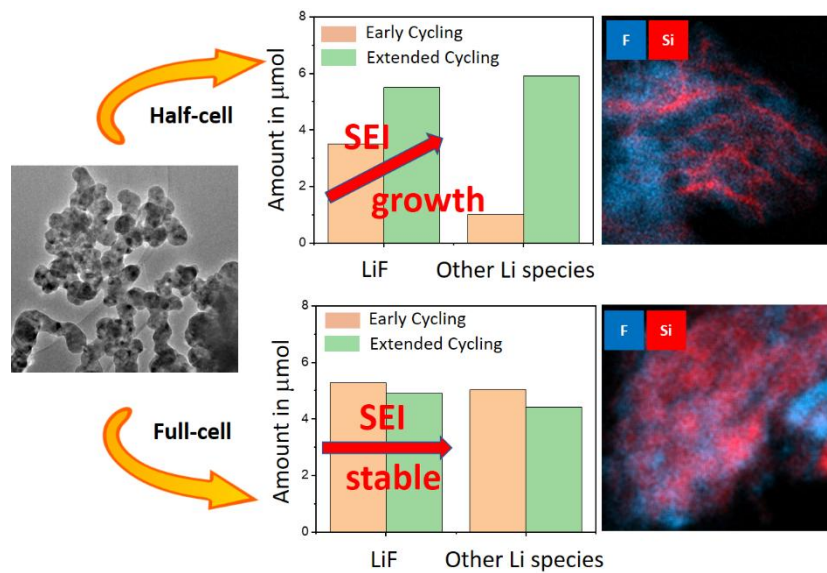 Half-cell
Full-cell
Amount in μmol
8
6
4
2
0
Early Cycling
Extended Cycling
SEI
growth
LiF
Other Li species
F
Si
Amount in μmol
8
6
4
2
0
Early Cycling
Extended Cycling
SEI
stable
LiF
Other Li species
F
Si